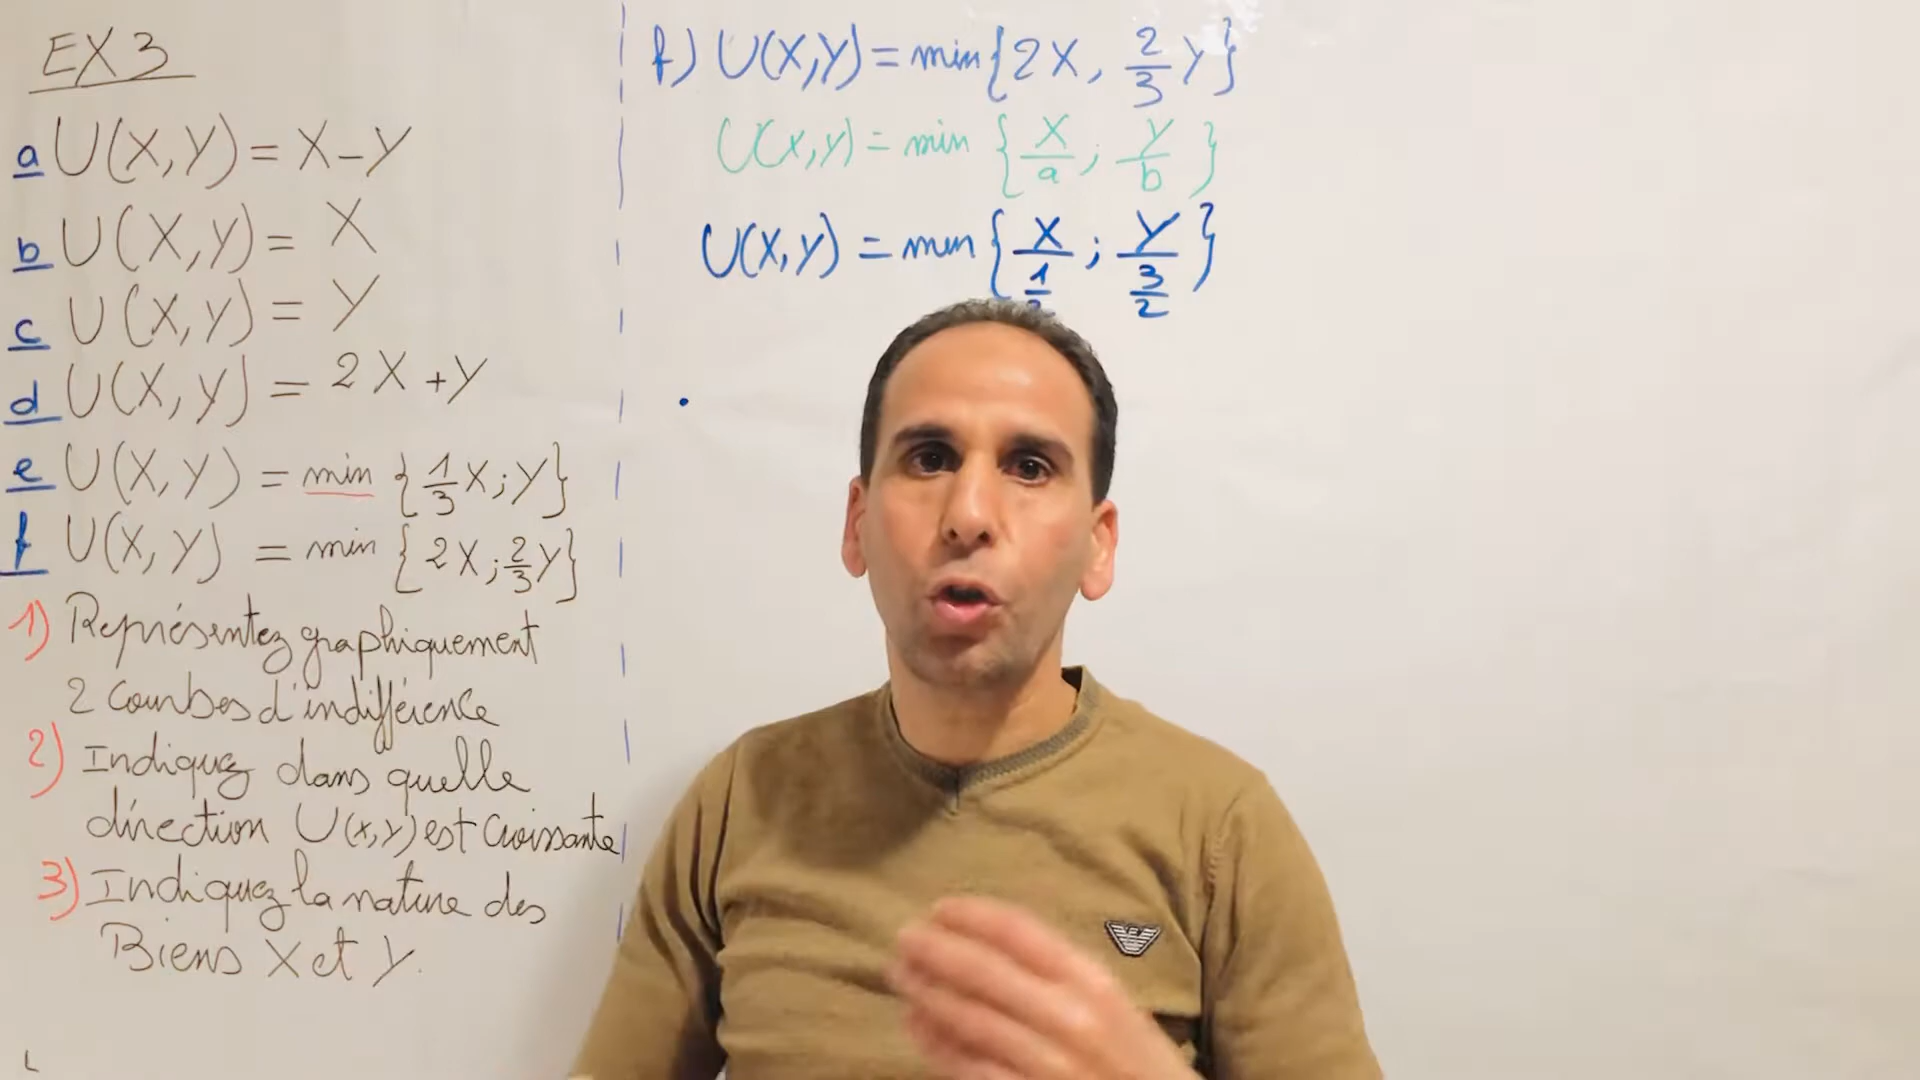 EX3
a U(X,Y) = X-Y
b U(X,Y) = X
c U(X,Y) = Y
d U(X,Y) = 2X+Y
e U(X,Y) = min {1/3 X; Y}
f U(X,Y) = min {2X; 2/3 Y}
1) Représentez graphiquement
2 Courbes d'indifférence
2) Indiquez dans quelle
direction U(x,y) est croissante
3) Indiquez la nature des
Biens X et Y.
f) U(X,Y) = min{2X, 2/3 Y}
U(x,y) = min {X/a; Y/b}
U(X,Y) = min {X/(1/2); Y/(3/2)}